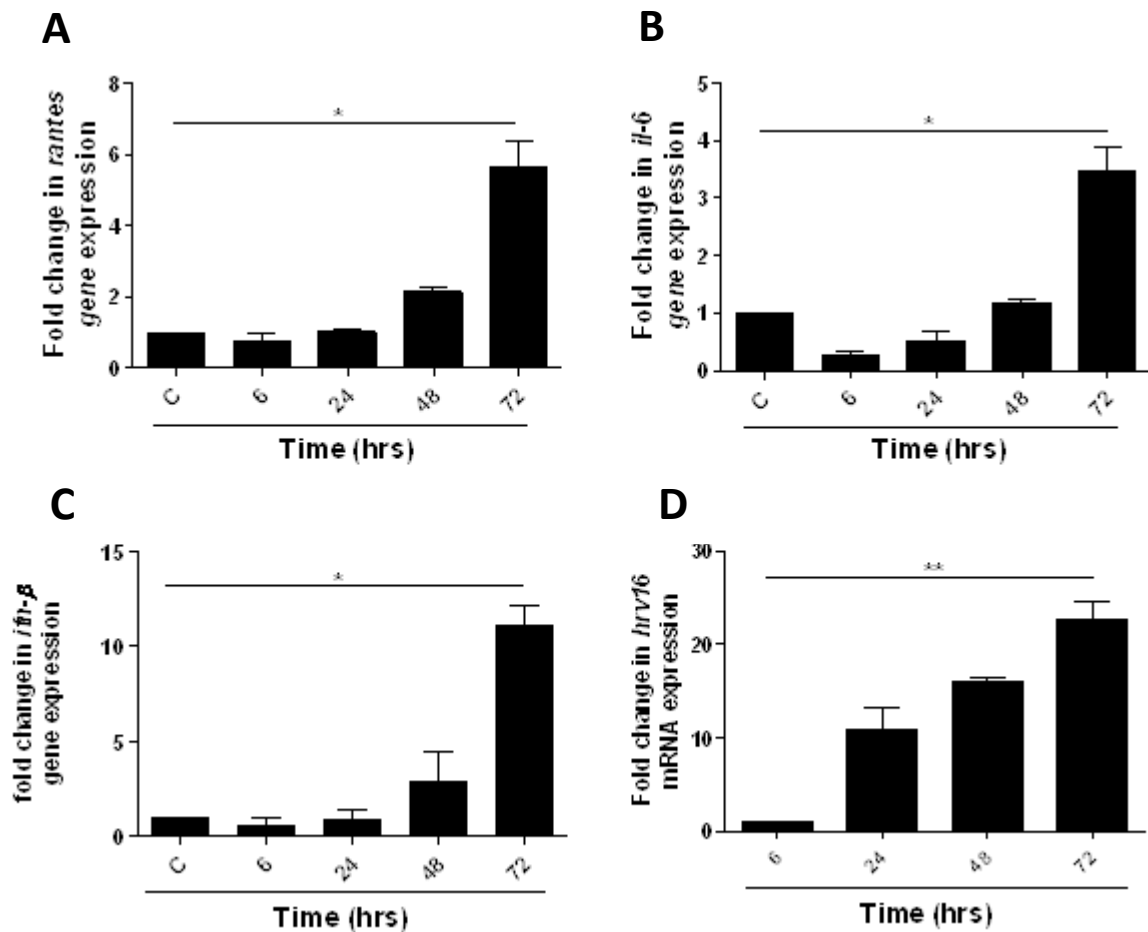 A
Fold change in rantes
gene expression
8
6
4
2
0
*
C
6
24
48
72
Time (hrs)
B
Fold change in il-6
gene expression
5
4
3
2
1
0
*
C
6
24
48
72
Time (hrs)
C
fold change in ifn-β
gene expression
15
10
5
0
*
C
6
24
48
72
Time (hrs)
D
Fold change in hrv16
mRNA expression
30
20
10
0
**
6
24
48
72
Time (hrs)